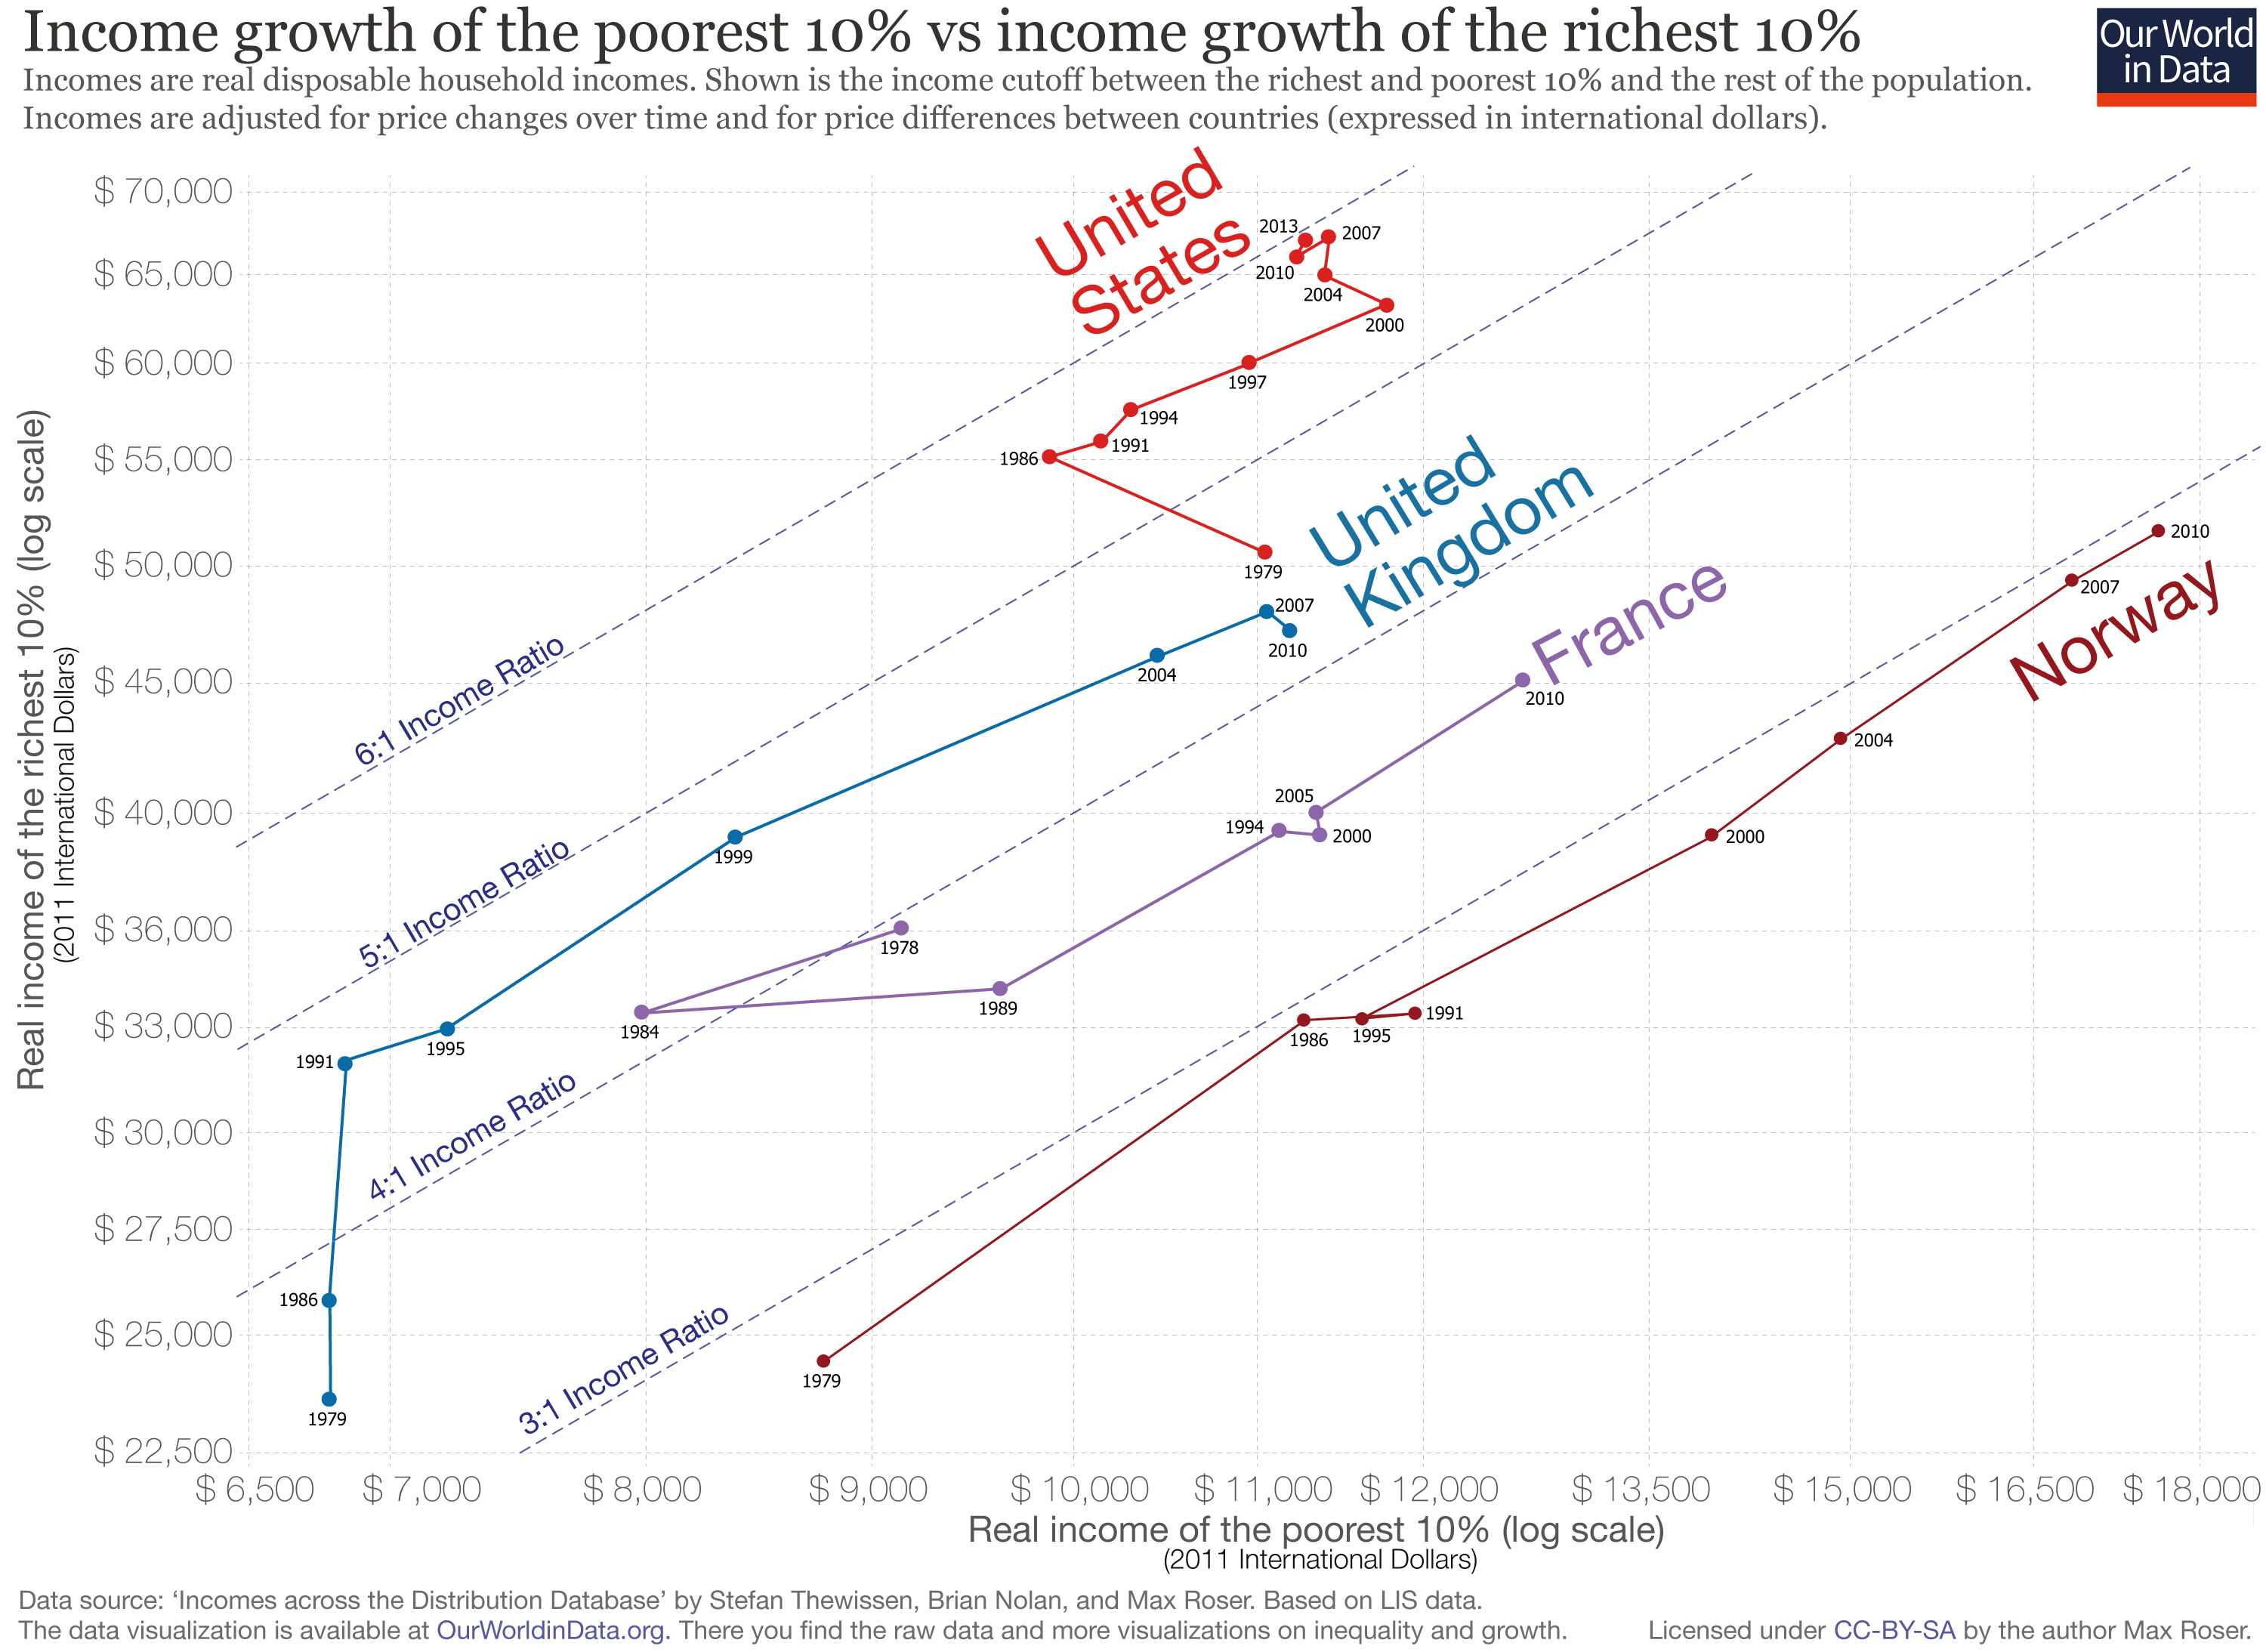 Income growth of the poorest 10% vs income growth of the richest 10%
Our World
in Data
Incomes are real disposable household incomes. Shown is the income cutoff between the richest and poorest 10% and the rest of the population.
Incomes are adjusted for price changes over time and for price differences between countries (expressed in international dollars).
Real income of the richest 10% (log scale)
(2011 International Dollars)
$ 70,000
$ 65,000
$ 60,000
$ 55,000
$ 50,000
$ 45,000
$ 40,000
$ 36,000
$ 33,000
$ 30,000
$ 27,500
$ 25,000
$ 22,500
6:1 Income Ratio
5:1 Income Ratio
4:1 Income Ratio
3:1 Income Ratio
United
States
2013
2007
2010
2004
2000
1997
1994
1991
1986
1979
United
Kingdom
2007
2010
2004
1999
1995
1991
1986
1979
France
2010
2005
2000
1994
1989
1984
1978
Norway
2010
2007
2004
2000
1991
1995
1986
1979
$ 6,500
$ 7,000
$ 8,000
$ 9,000
$ 10,000
$ 11,000
$ 12,000
$ 13,500
$ 15,000
$ 16,500
$ 18,000
Real income of the poorest 10% (log scale)
(2011 International Dollars)
Data source: ‘Incomes across the Distribution Database’ by Stefan Thewissen, Brian Nolan, and Max Roser. Based on LIS data.
The data visualization is available at OurWorldinData.org. There you find the raw data and more visualizations on inequality and growth.
Licensed under CC-BY-SA by the author Max Roser.